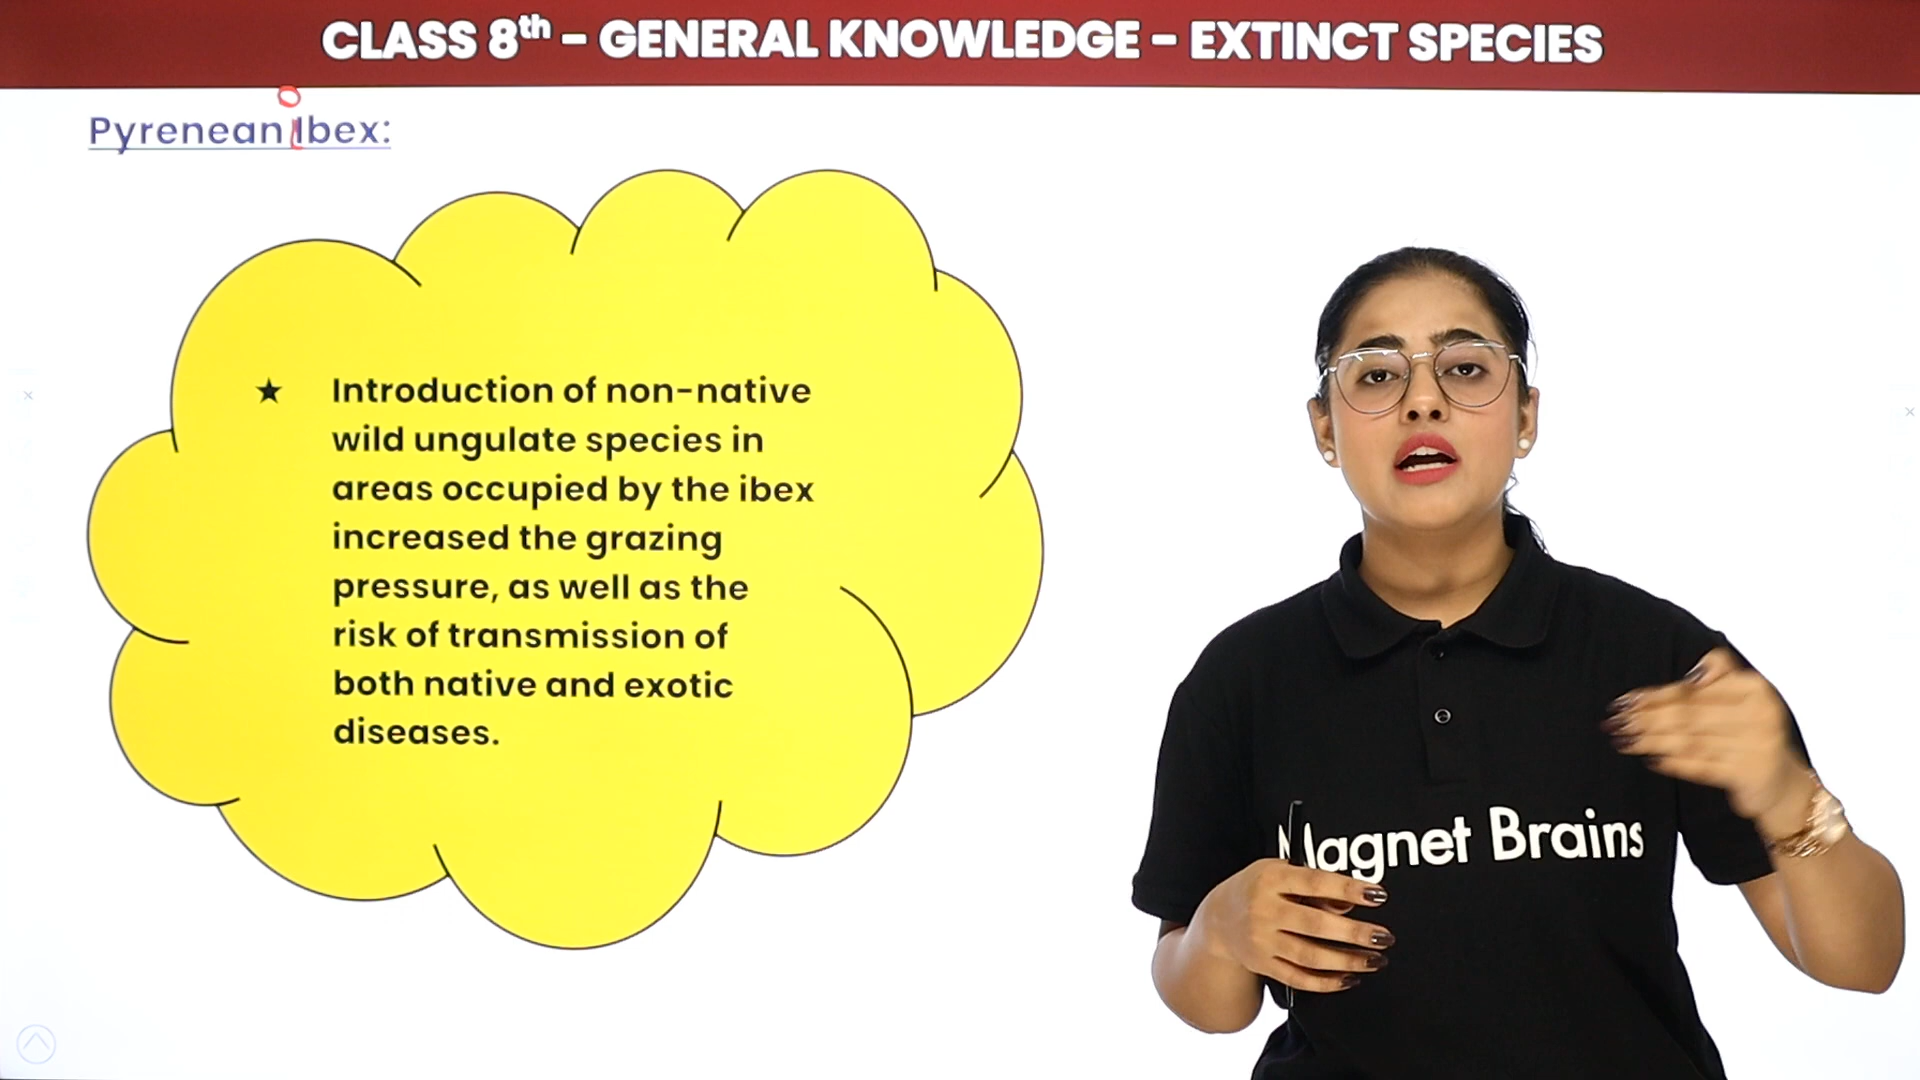 CLASS 8th - GENERAL KNOWLEDGE - EXTINCT SPECIES
Pyrenean Ibex:
★ Introduction of non-native
wild ungulate species in
areas occupied by the ibex
increased the grazing
pressure, as well as the
risk of transmission of
both native and exotic
diseases.
Magnet Brains